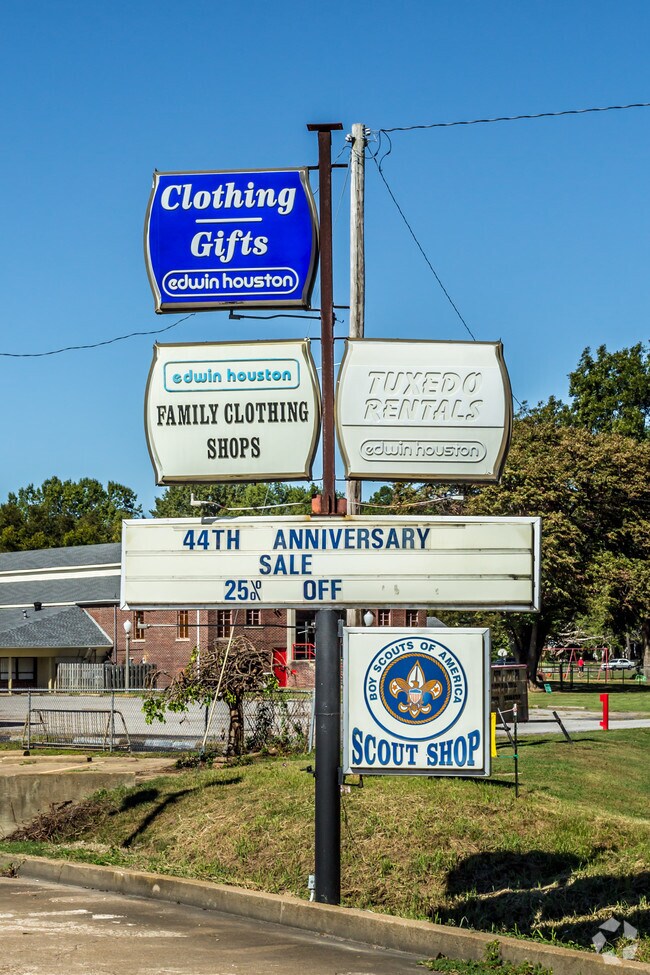 Clothing
Gifts
edwin houston
edwin houston
FAMILY CLOTHING
SHOPS
TUXEDO
RENTALS
edwin houston
44TH ANNIVERSARY
SALE
25% OFF
BOY SCOUTS OF AMERICA
SCOUT SHOP